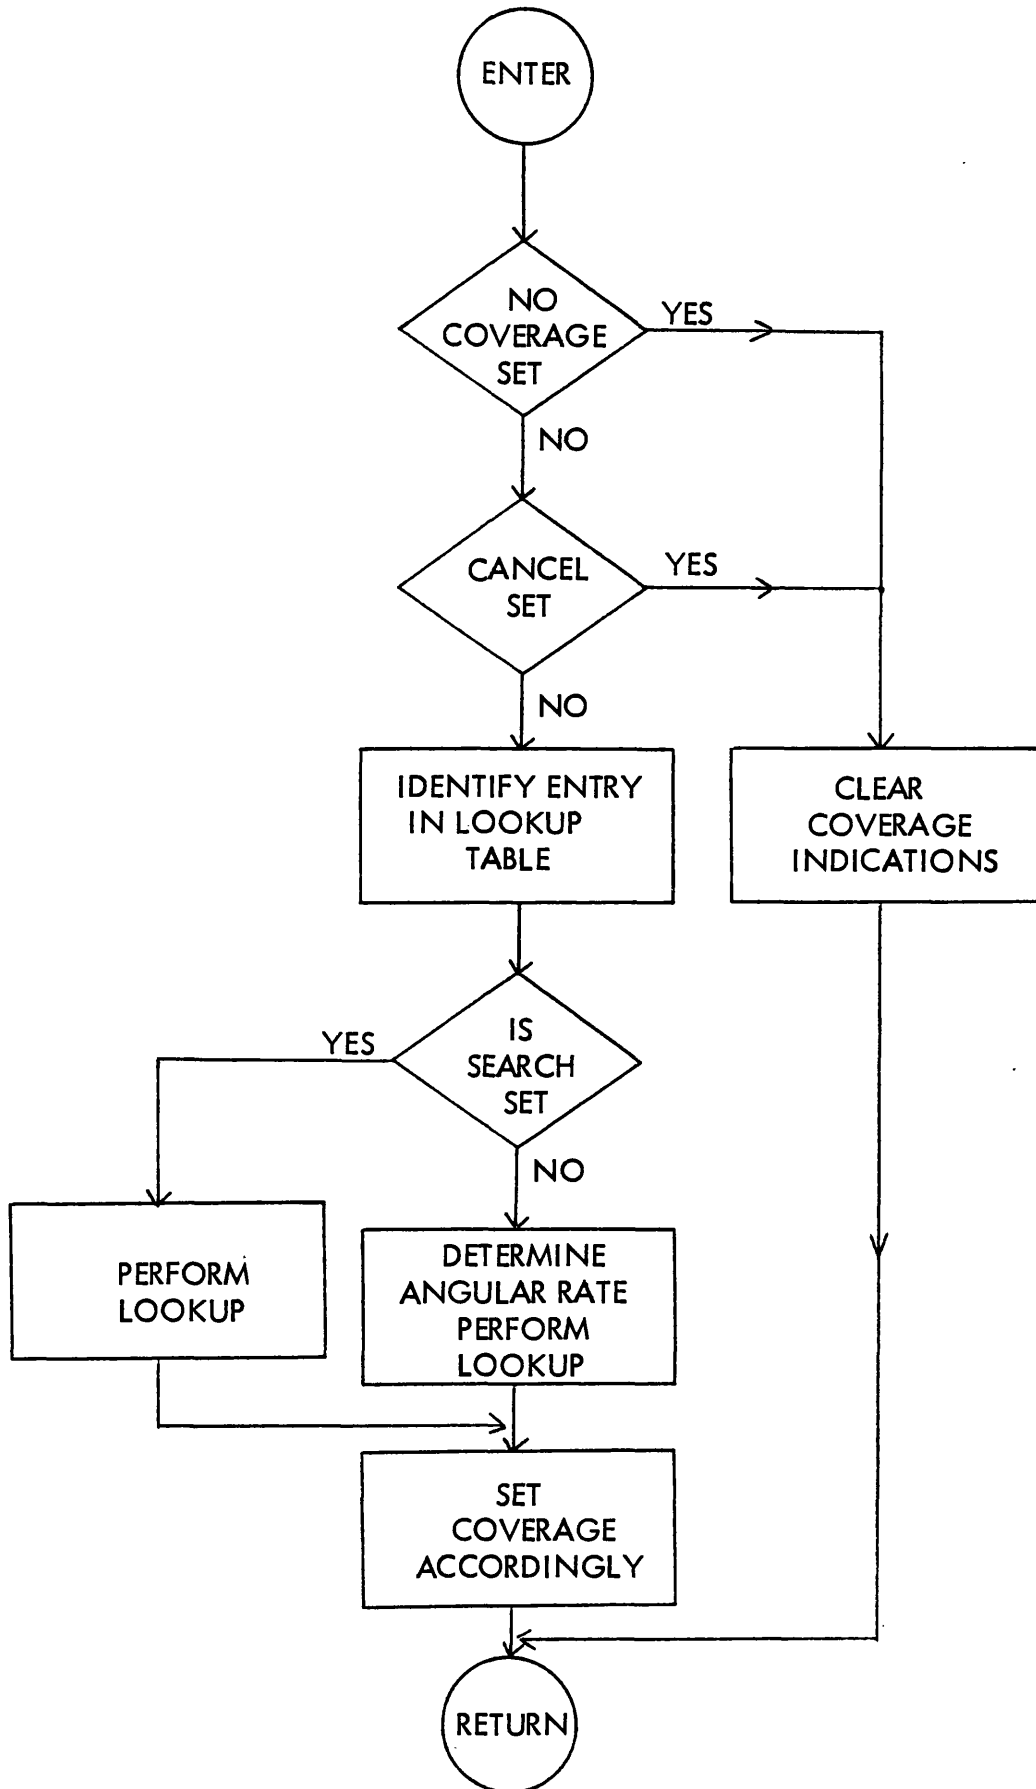 ENTER
NO
COVERAGE
SET
YES
NO
CANCEL
SET
YES
NO
IDENTIFY ENTRY
IN LOOKUP
TABLE
CLEAR
COVERAGE
INDICATIONS
IS
SEARCH
SET
YES
NO
PERFORM
LOOKUP
DETERMINE
ANGULAR RATE
PERFORM
LOOKUP
SET
COVERAGE
ACCORDINGLY
RETURN